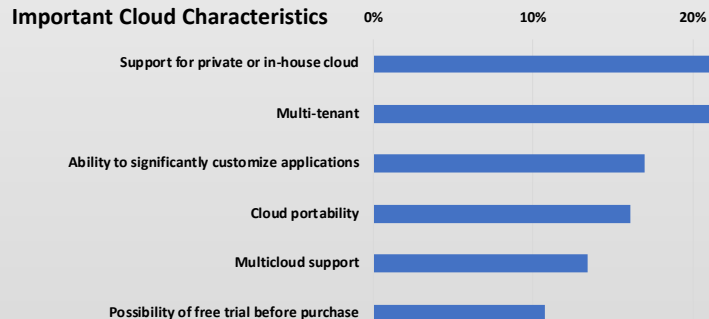 Important Cloud Characteristics
0% 10% 20%
Support for private or in-house cloud
Multi-tenant
Ability to significantly customize applications
Cloud portability
Multicloud support
Possibility of free trial before purchase